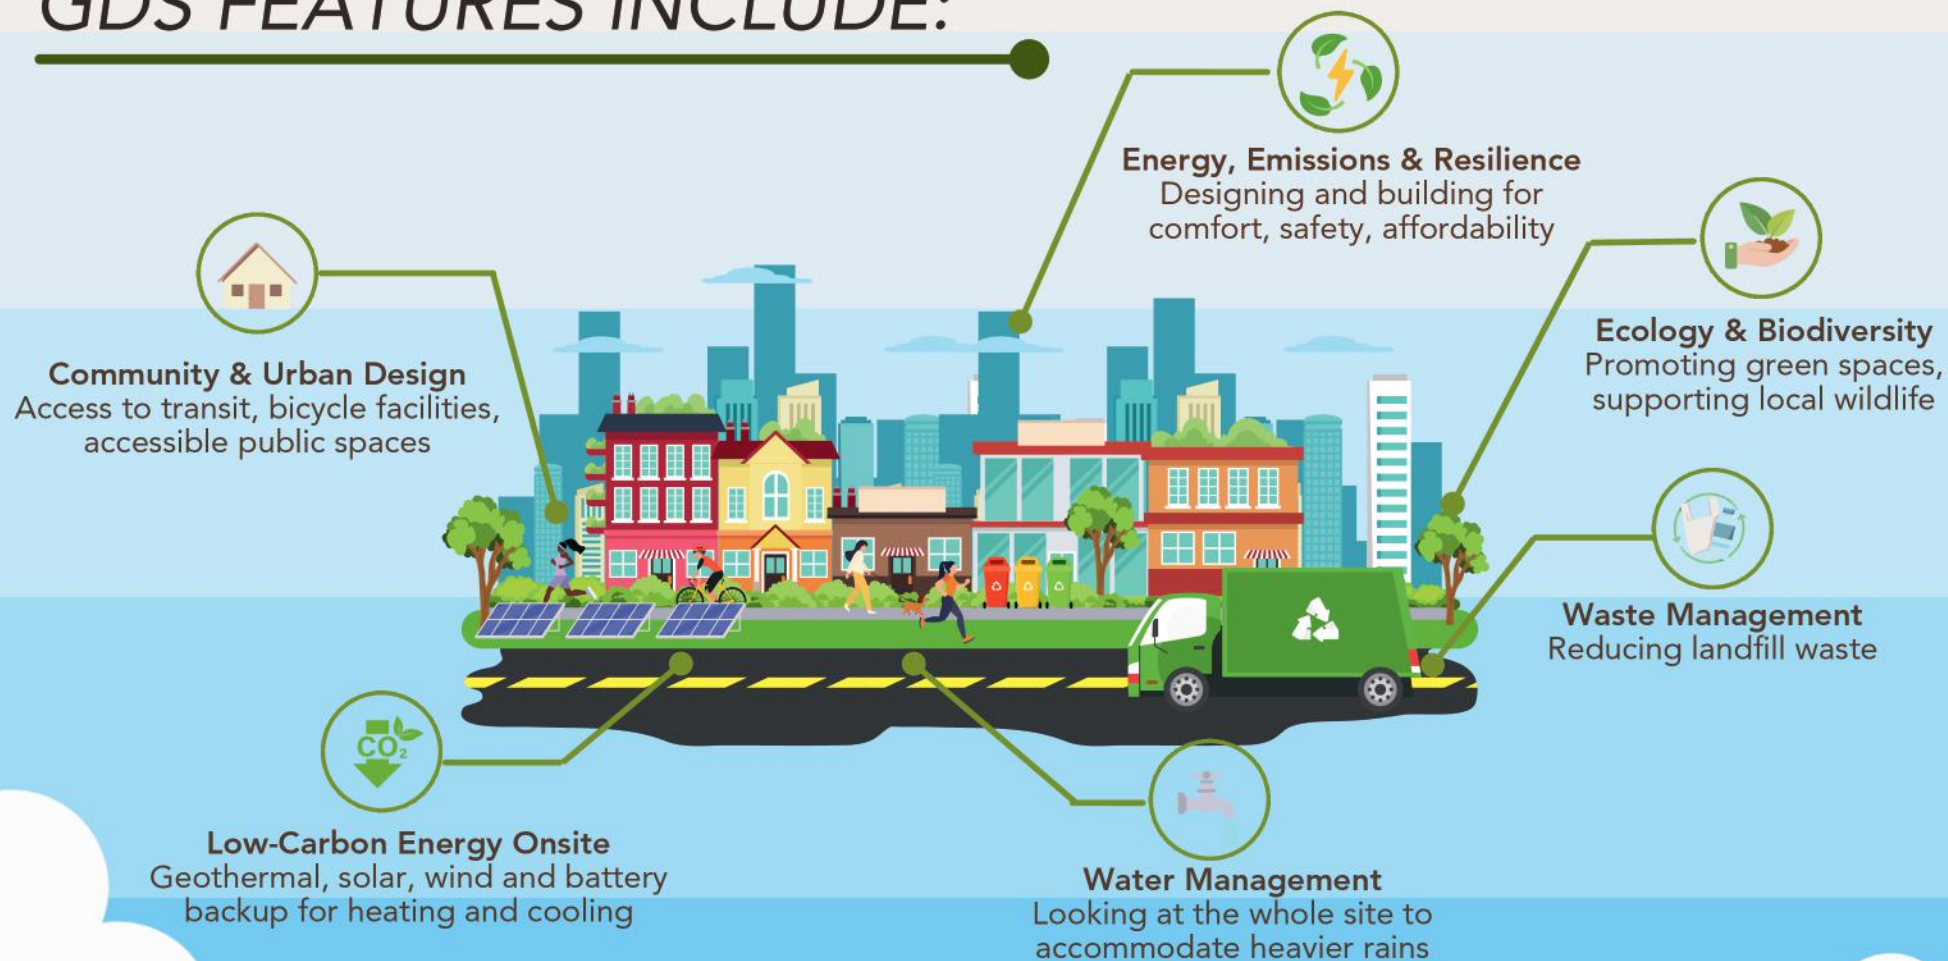 GDS FEATURES INCLUDE:
Energy, Emissions & Resilience
Designing and building for
comfort, safety, affordability
Community & Urban Design
Access to transit, bicycle facilities,
accessible public spaces
Ecology & Biodiversity
Promoting green spaces,
supporting local wildlife
Waste Management
Reducing landfill waste
CO₂
Low-Carbon Energy Onsite
Geothermal, solar, wind and battery
backup for heating and cooling
Water Management
Looking at the whole site to
accommodate heavier rains